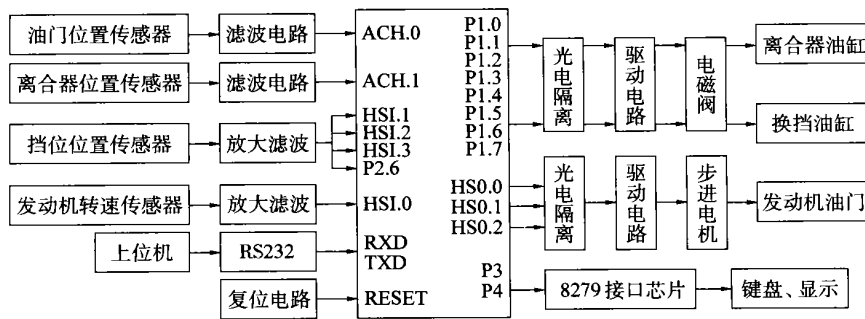 油门位置传感器
滤波电路
ACH.0
离合器位置传感器
滤波电路
ACH.1
挡位位置传感器
放大滤波
HSI.1
HSI.2
HSI.3
P2.6
发动机转速传感器
放大滤波
HSI.0
上位机
RS232
RXD
TXD
复位电路
RESET
P1.0
P1.1
P1.2
P1.3
P1.4
P1.5
P1.6
P1.7
光电隔离
驱动电路
电磁阀
离合器油缸
换挡油缸
HS0.0
HS0.1
HS0.2
光电隔离
驱动电路
步进电机
发动机油门
P3
P4
8279接口芯片
键盘、显示